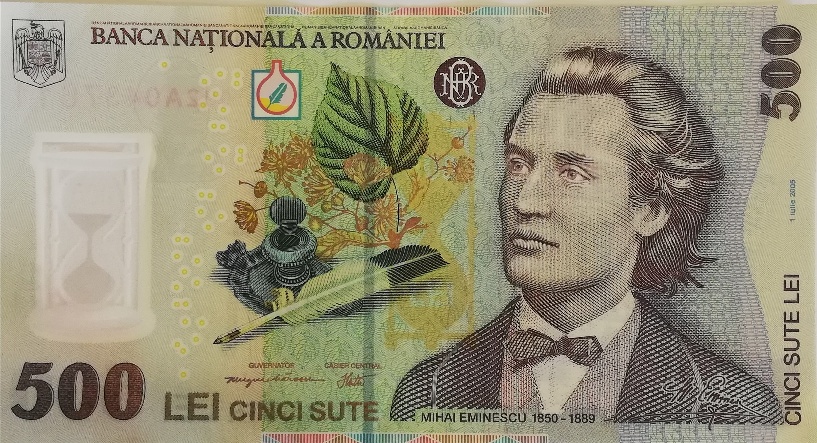 BANCA NAȚIONALĂ A ROMÂNIEI
BNR
500
1 iulie 2005
GUVERNATOR CASIER CENTRAL
500 LEI CINCI SUTE
MIHAI EMINESCU 1850 - 1889
CINCI SUTE LEI